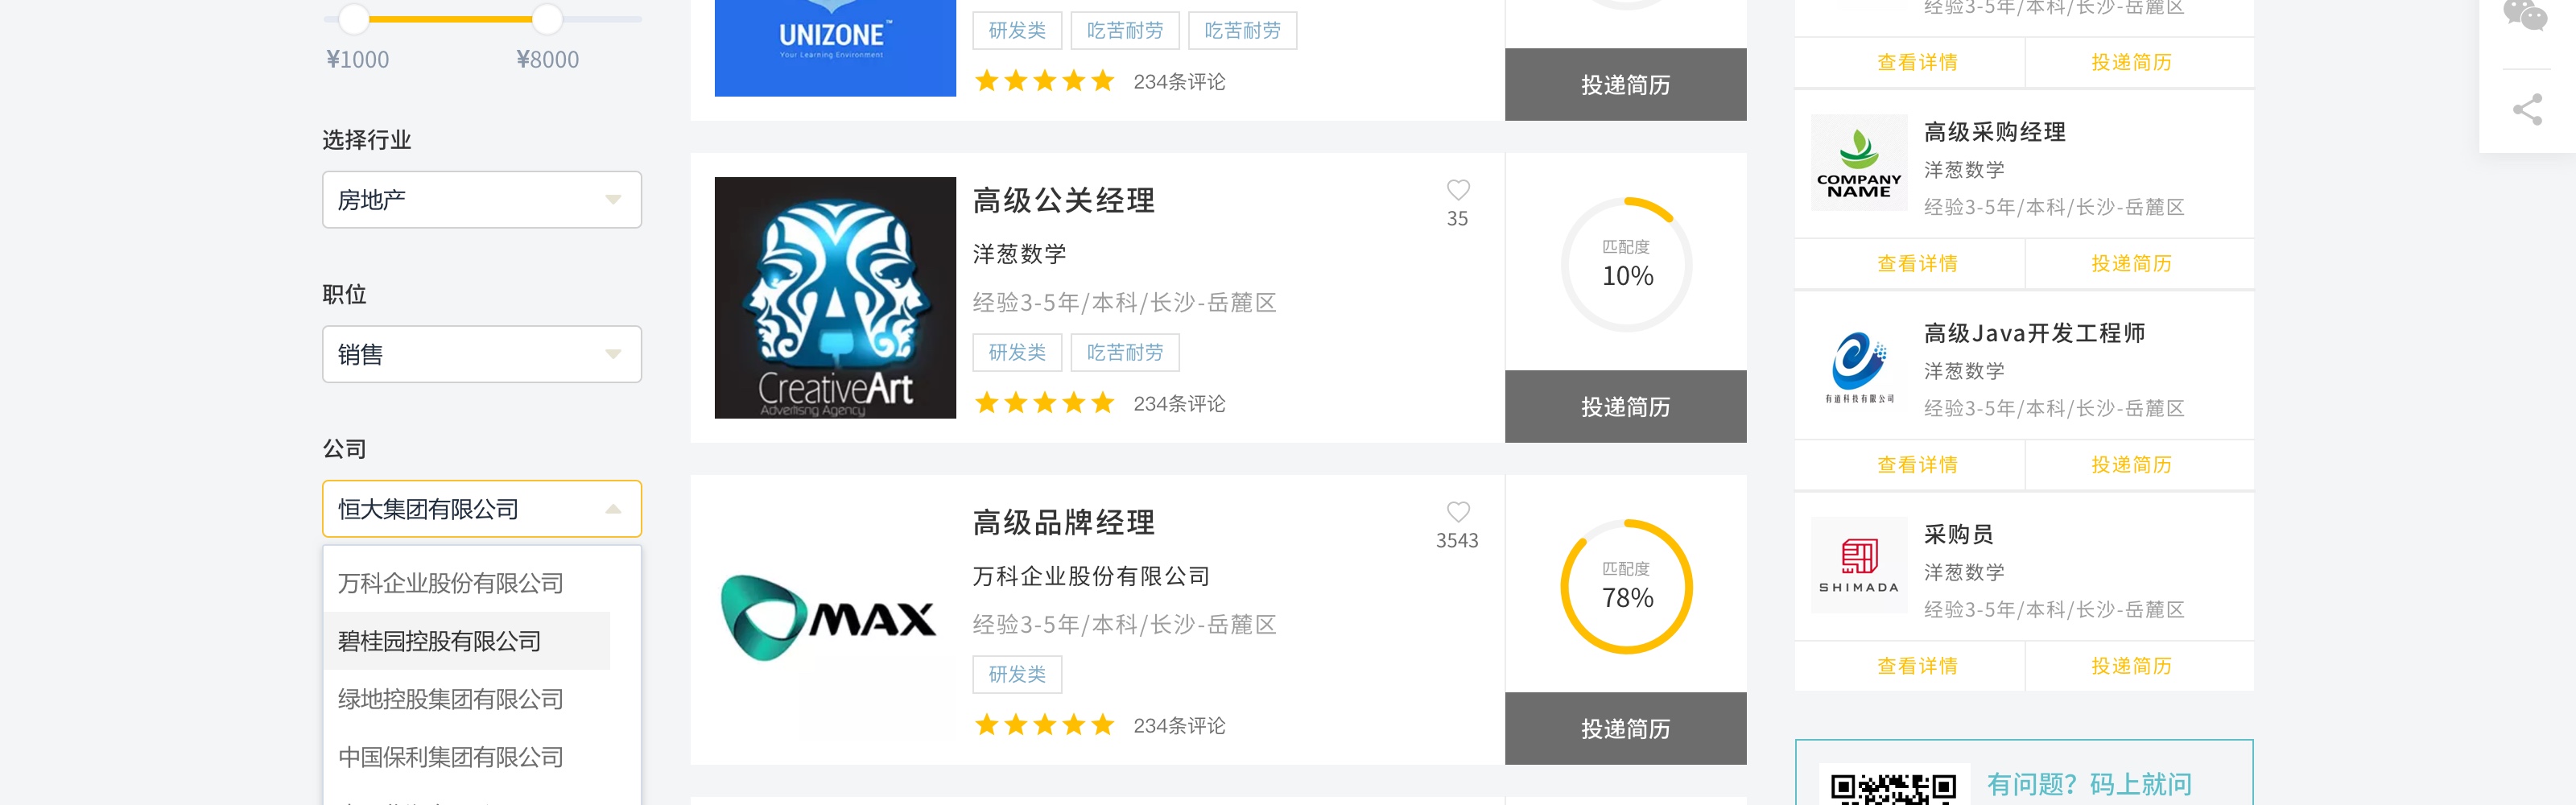 ¥1000
¥8000
选择行业
房地产
职位
销售
公司
恒大集团有限公司
万科企业股份有限公司
碧桂园控股有限公司
绿地控股集团有限公司
中国保利集团有限公司
UNIZONE™
Your Learning Environment
研发类
吃苦耐劳
吃苦耐劳
234条评论
投递简历
CreativeArt
Advertisng Agency
高级公关经理
35
洋葱数学
经验3-5年/本科/长沙-岳麓区
研发类
吃苦耐劳
234条评论
匹配度
10%
投递简历
MAX
高级品牌经理
3543
万科企业股份有限公司
经验3-5年/本科/长沙-岳麓区
研发类
234条评论
匹配度
78%
投递简历
经验3-5年/本科/长沙-岳麓区
查看详情
投递简历
COMPANY
NAME
高级采购经理
洋葱数学
经验3-5年/本科/长沙-岳麓区
查看详情
投递简历
有道科技有限公司
高级Java开发工程师
洋葱数学
经验3-5年/本科/长沙-岳麓区
查看详情
投递简历
SHIMADA
采购员
洋葱数学
经验3-5年/本科/长沙-岳麓区
查看详情
投递简历
有问题？码上就问